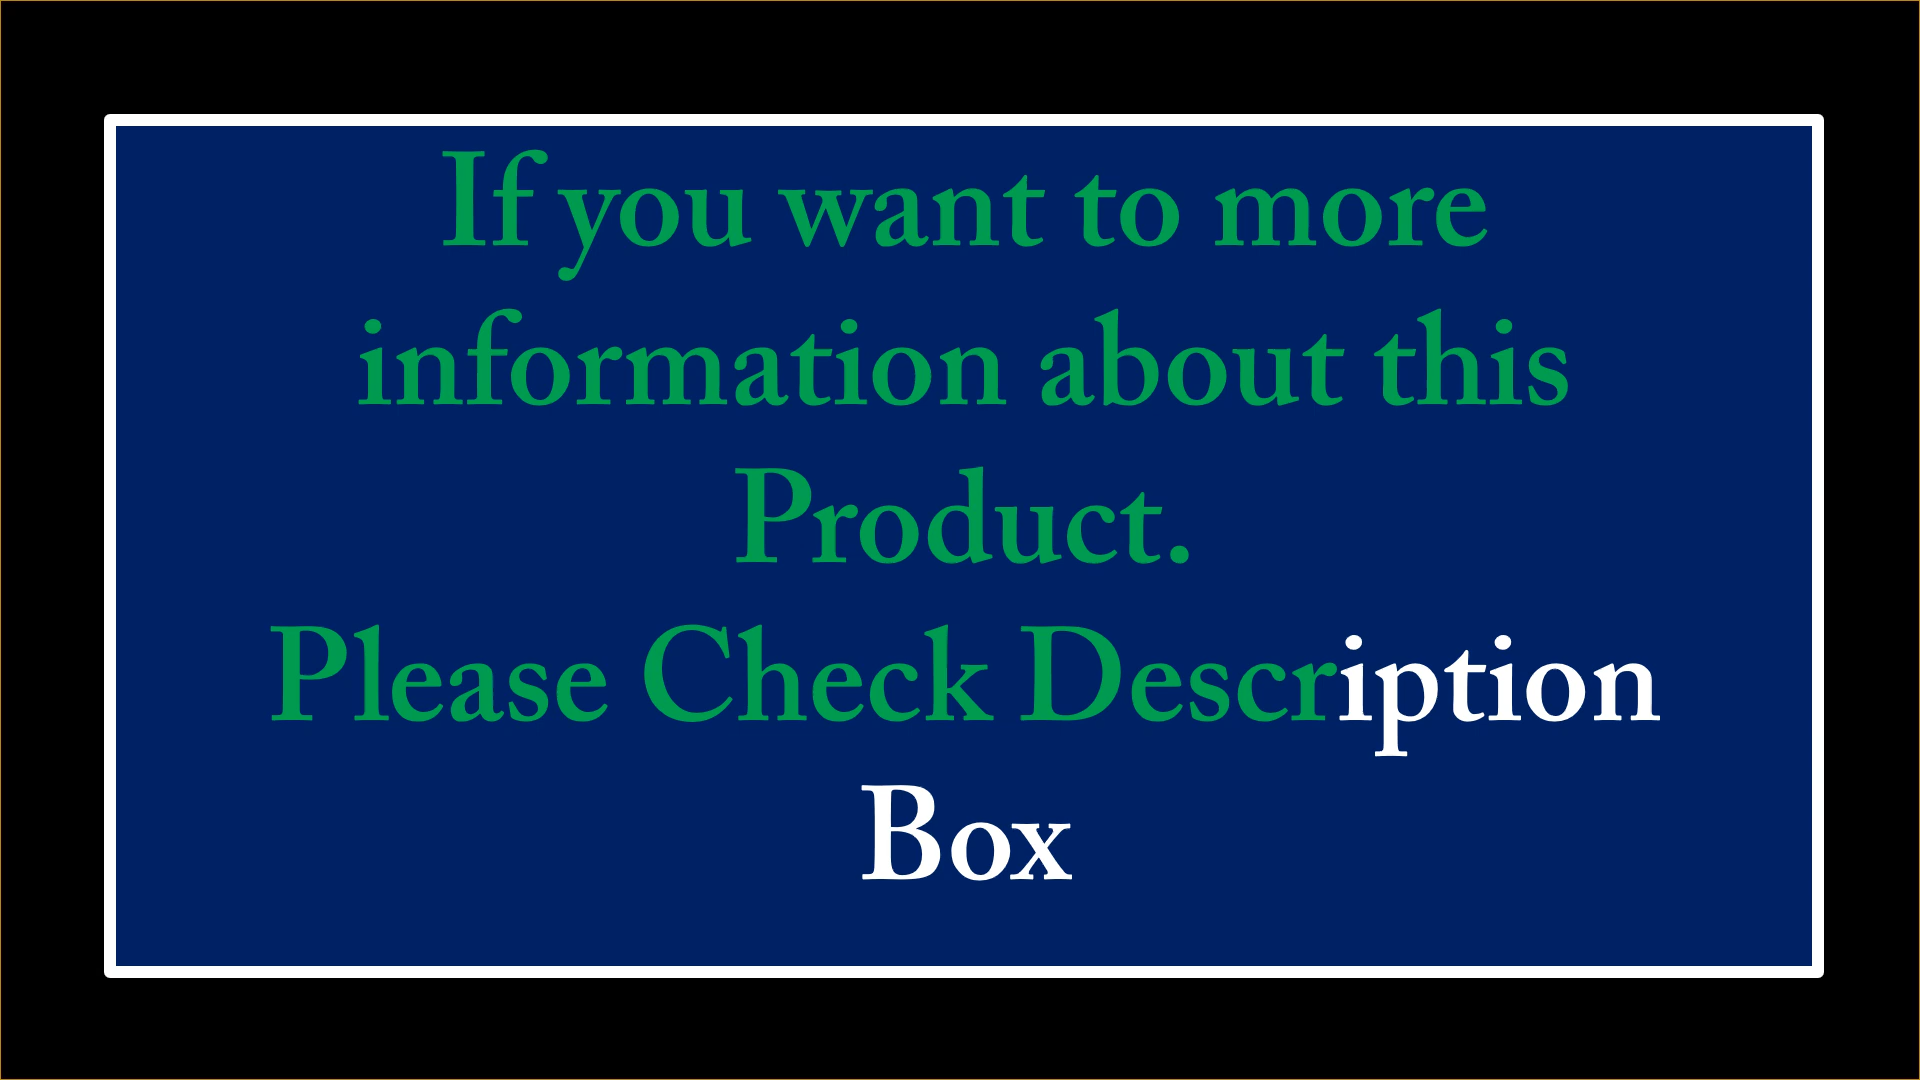 If you want to more
information about this
Product.
Please Check Description
Box